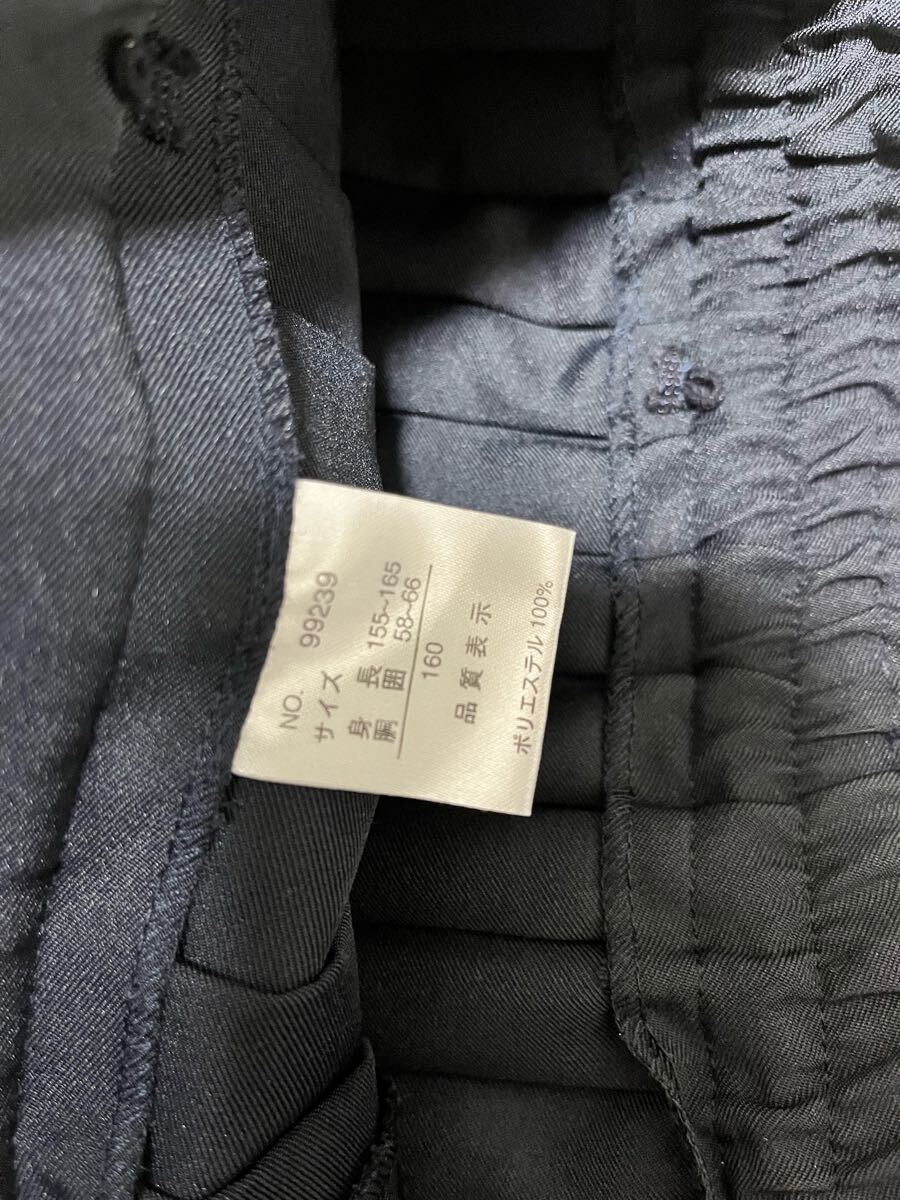 NO. 99239
サイズ
身長 155~165
胴囲 58~66
160
品質表示
ポリエステル 100%